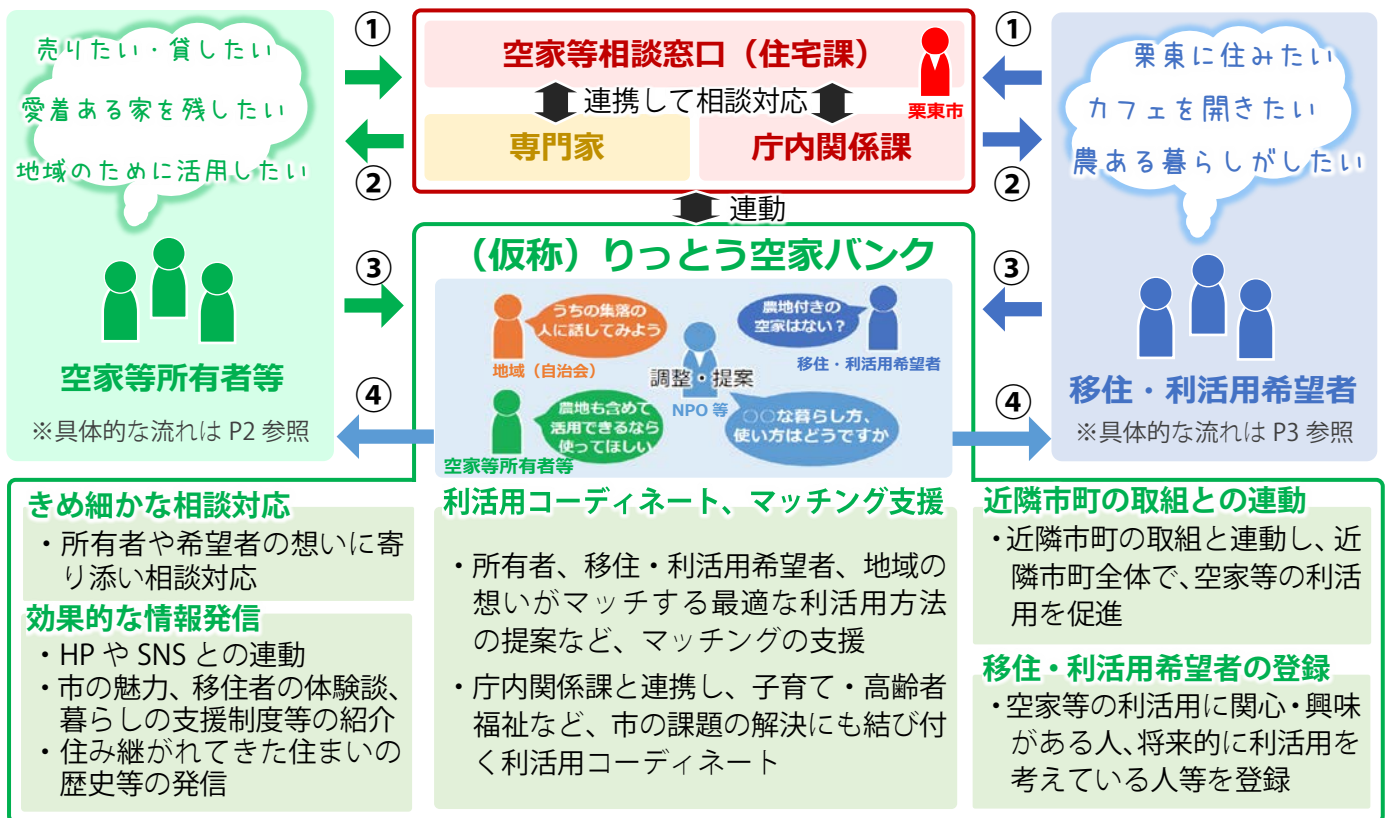 売りたい・貸したい
愛着ある家を残したい
地域のために活用したい
空家等所有者等
※具体的な流れは P2 参照
①
②
③
④
空家等相談窓口（住宅課）
栗東市
連携して相談対応
専門家
庁内関係課
連動
（仮称）りっとう空家バンク
うちの集落の
人に話してみよう
地域（自治会）
農地付きの
空家はない？
移住・利活用希望者
調整・提案
NPO 等
農地も含めて
活用できるなら
使ってほしい
空家等所有者等
○○な暮らし方、
使い方はどうですか
①
②
③
④
栗東に住みたい
カフェを開きたい
農ある暮らしがしたい
移住・利活用希望者
※具体的な流れは P3 参照
きめ細かな相談対応
・所有者や希望者の想いに寄
り添い相談対応
効果的な情報発信
・HP や SNS との連動
・市の魅力、移住者の体験談、
暮らしの支援制度等の紹介
・住み継がれてきた住まいの
歴史等の発信
利活用コーディネート、マッチング支援
・所有者、移住・利活用希望者、地域の
想いがマッチする最適な利活用方法
の提案など、マッチングの支援
・庁内関係課と連携し、子育て・高齢者
福祉など、市の課題の解決にも結び付
く利活用コーディネート
近隣市町の取組との連動
・近隣市町の取組と連動し、近
隣市町全体で、空家等の利活
用を促進
移住・利活用希望者の登録
・空家等の利活用に関心・興味
がある人、将来的に利活用を
考えている人等を登録